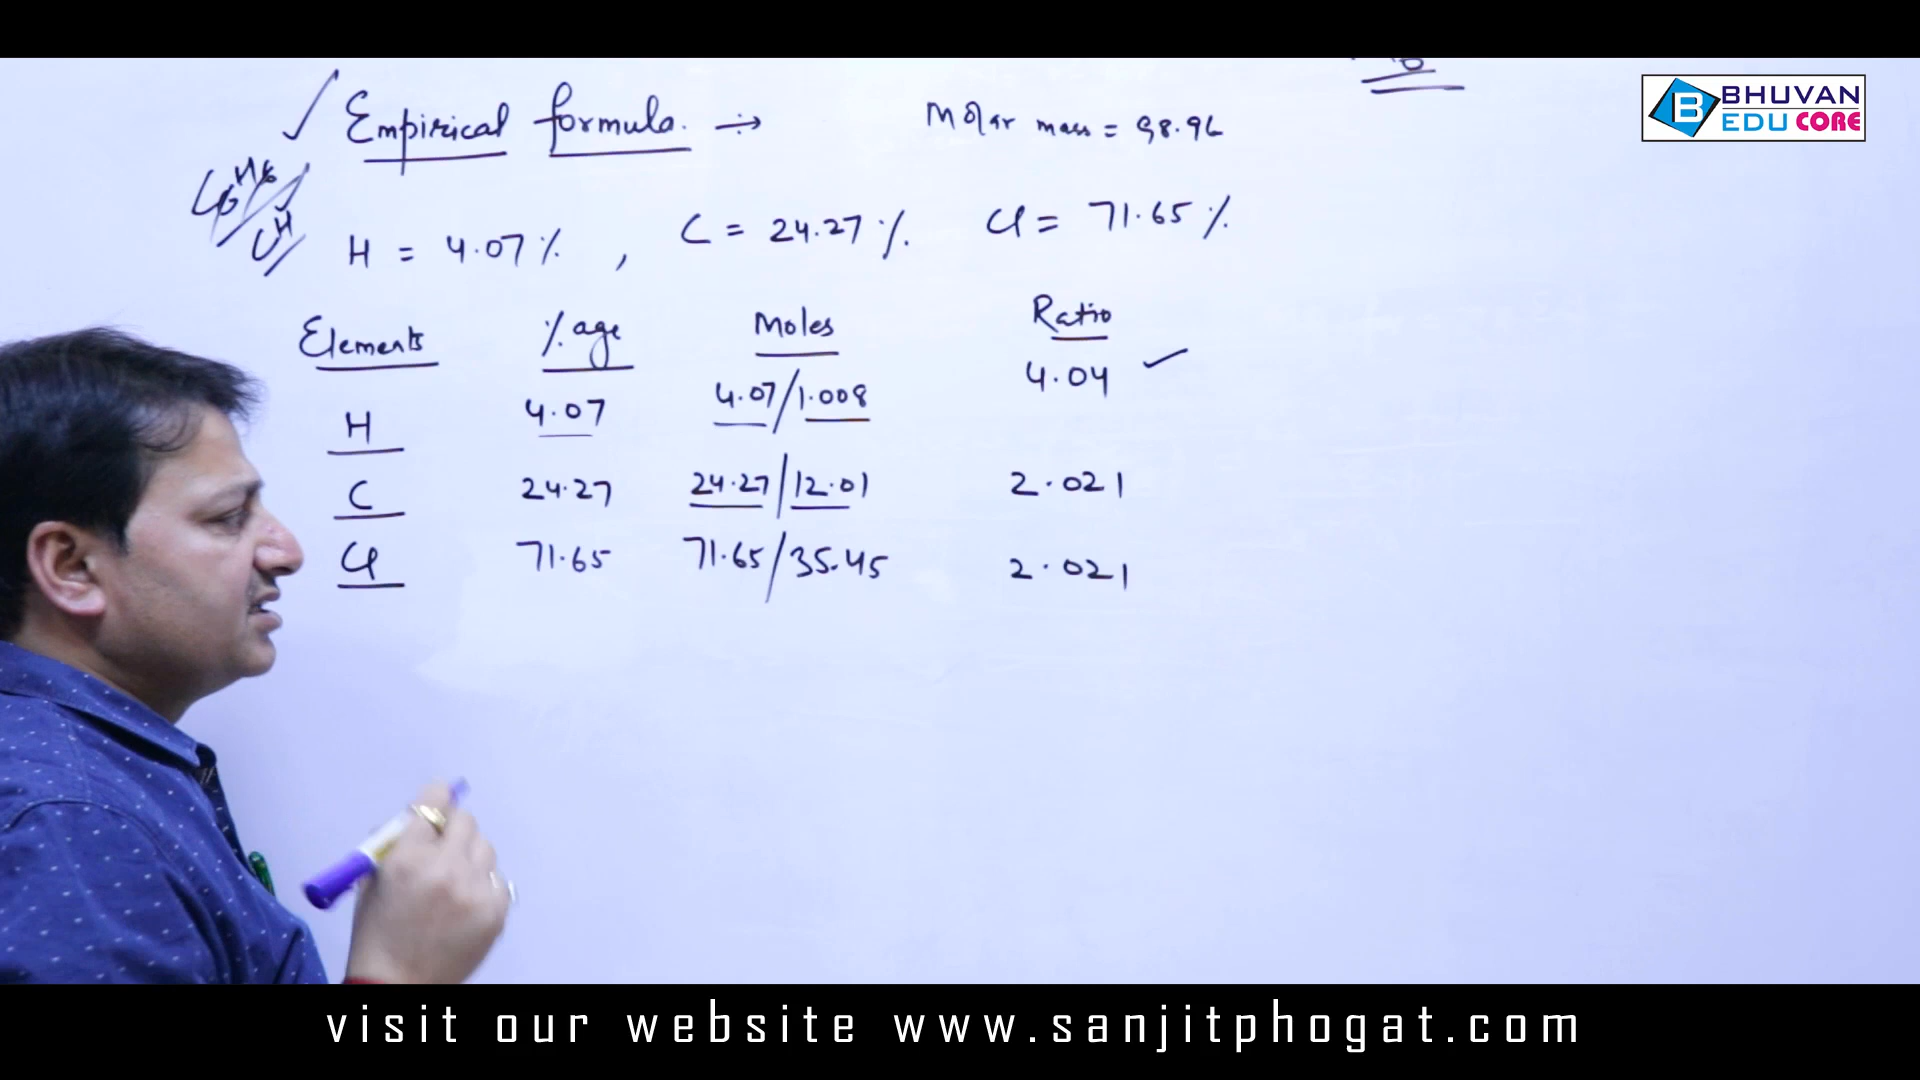 Empirical formula. → Molar mass = 98.96
C6H6
CH
H = 4.07% , C = 24.27% Cl = 71.65%
Elements %age Moles Ratio
H 4.07 4.07/1.008 4.04
C 24.27 24.27/12.01 2.021
Cl 71.65 71.65/35.45 2.021
BHUVAN
EDU CORE
visit our website www.sanjitphogat.com